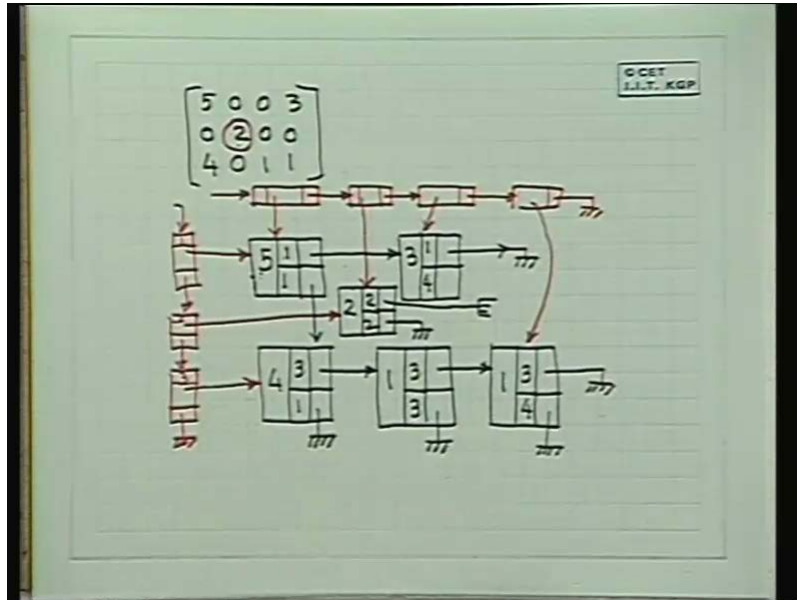 © CET
I.I.T. KGP
5 0 0 3
0 2 0 0
4 0 1 1
5 1 1
3 1 4
2 2 2
4 3 1
1 3 3
1 3 4